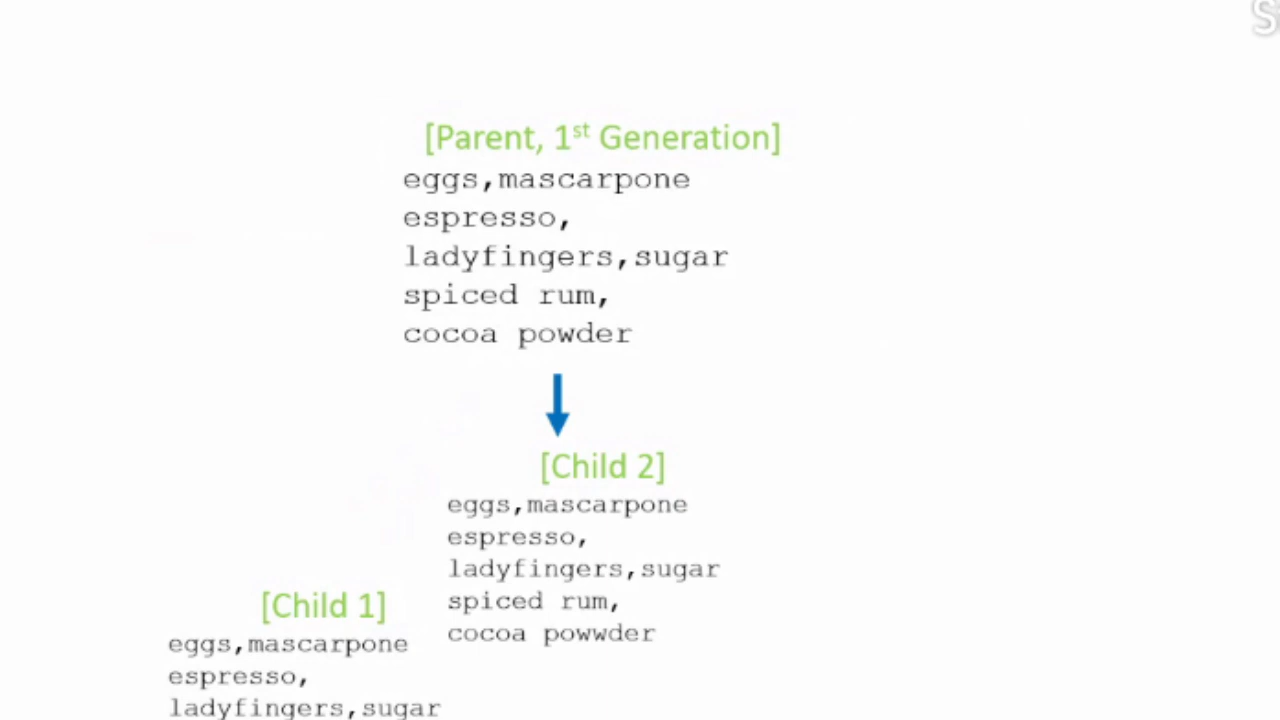 [Parent, 1st Generation]
eggs,mascarpone
espresso,
ladyfingers,sugar
spiced rum,
cocoa powder
[Child 2]
eggs,mascarpone
espresso,
ladyfingers,sugar
spiced rum,
cocoa powwder
[Child 1]
eggs,mascarpone
espresso,
ladyfingers,sugar